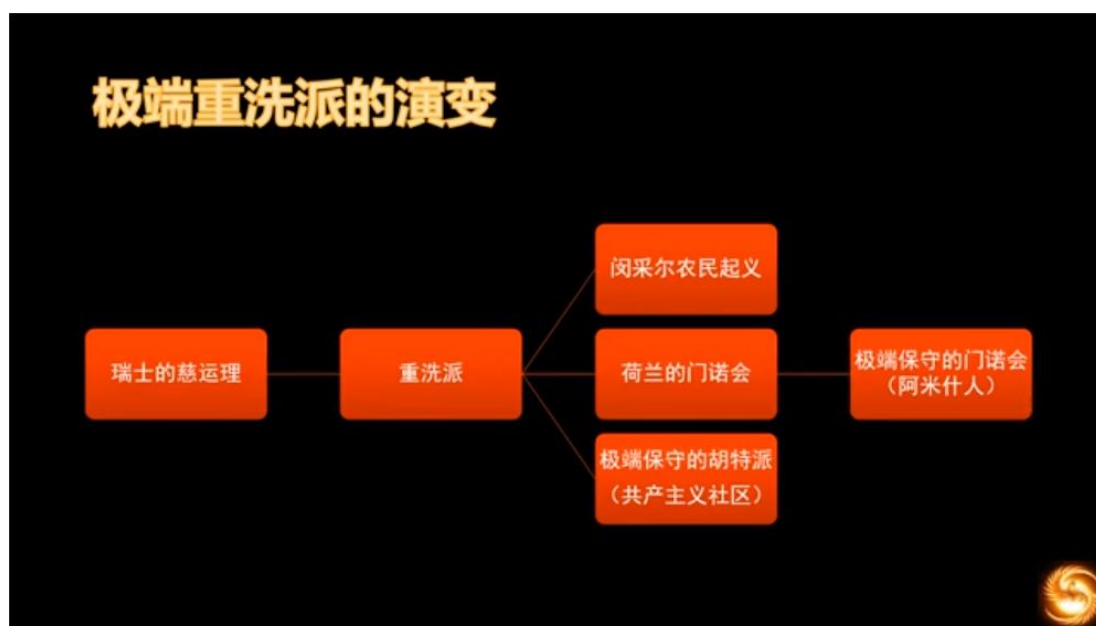 极端重洗派的演变
闵采尔农民起义
瑞士的慈运理
重洗派
荷兰的门诺会
极端保守的门诺会
（阿米什人）
极端保守的胡特派
（共产主义社区）